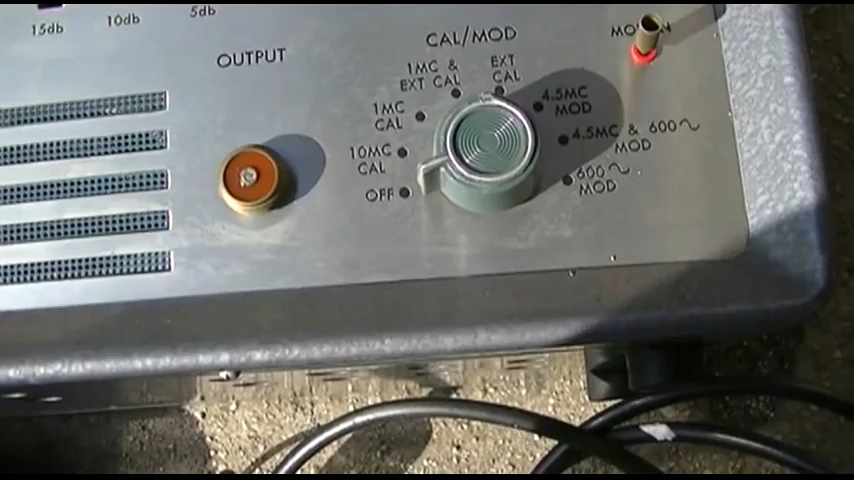 15db 10db 5db
CAL/MOD
OUTPUT
1MC &
EXT CAL
EXT
CAL
1MC
CAL
4.5MC
MOD
10MC
CAL
4.5MC & 600~
MOD
OFF
600~
MOD